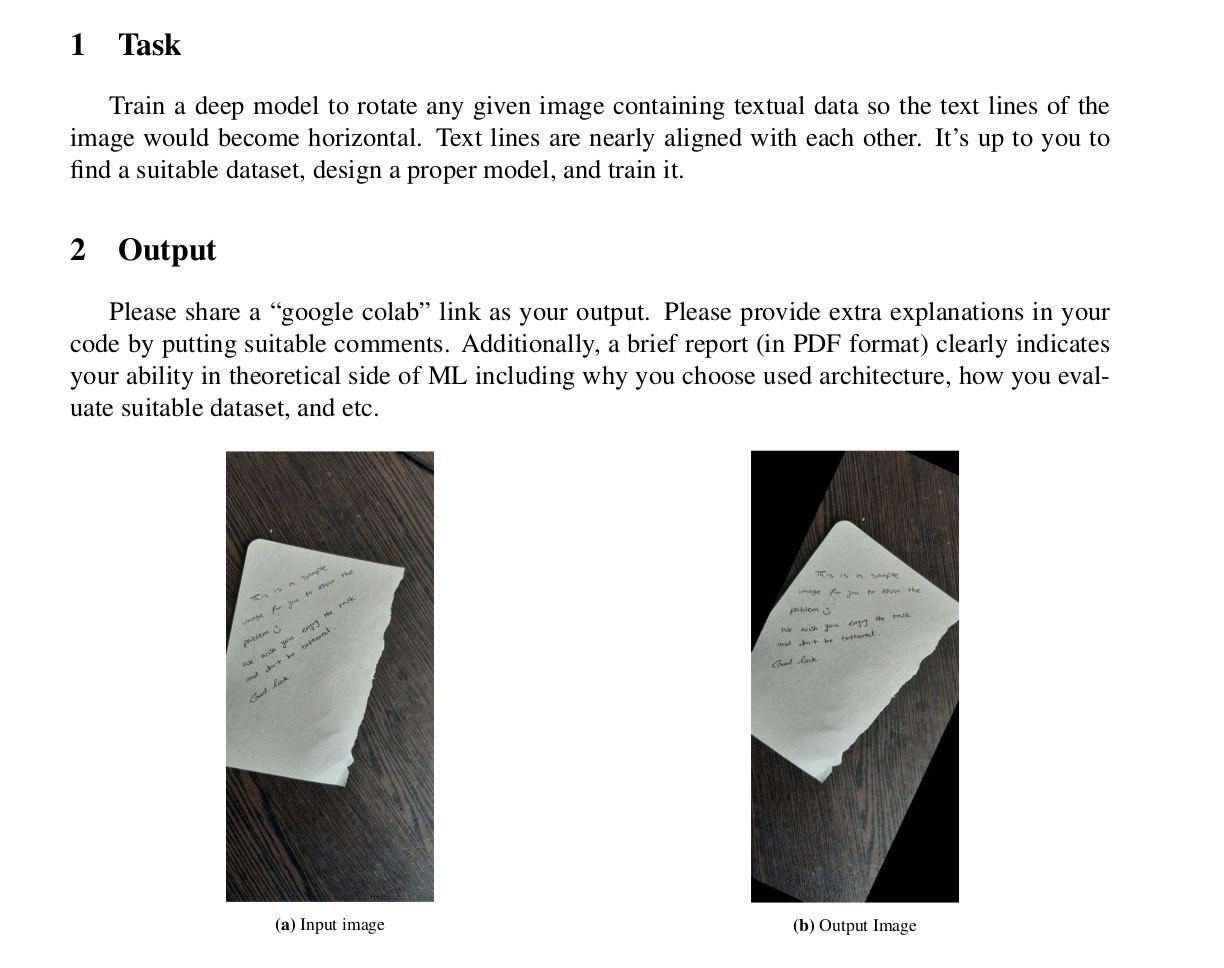 1 Task
Train a deep model to rotate any given image containing textual data so the text lines of the
image would become horizontal. Text lines are nearly aligned with each other. It's up to you to
find a suitable dataset, design a proper model, and train it.
2 Output
Please share a “google colab” link as your output. Please provide extra explanations in your
code by putting suitable comments. Additionally, a brief report (in PDF format) clearly indicates
your ability in theoretical side of ML including why you choose used architecture, how you eval-
uate suitable dataset, and etc.
This is a sample
image for you to know the
problem
We wish you enjoy the task
and don't be bothered.
Good luck.
(a) Input image
This is a sample
image for you to know the
problem
We wish you enjoy the task
and don't be bothered.
Good luck
(b) Output Image